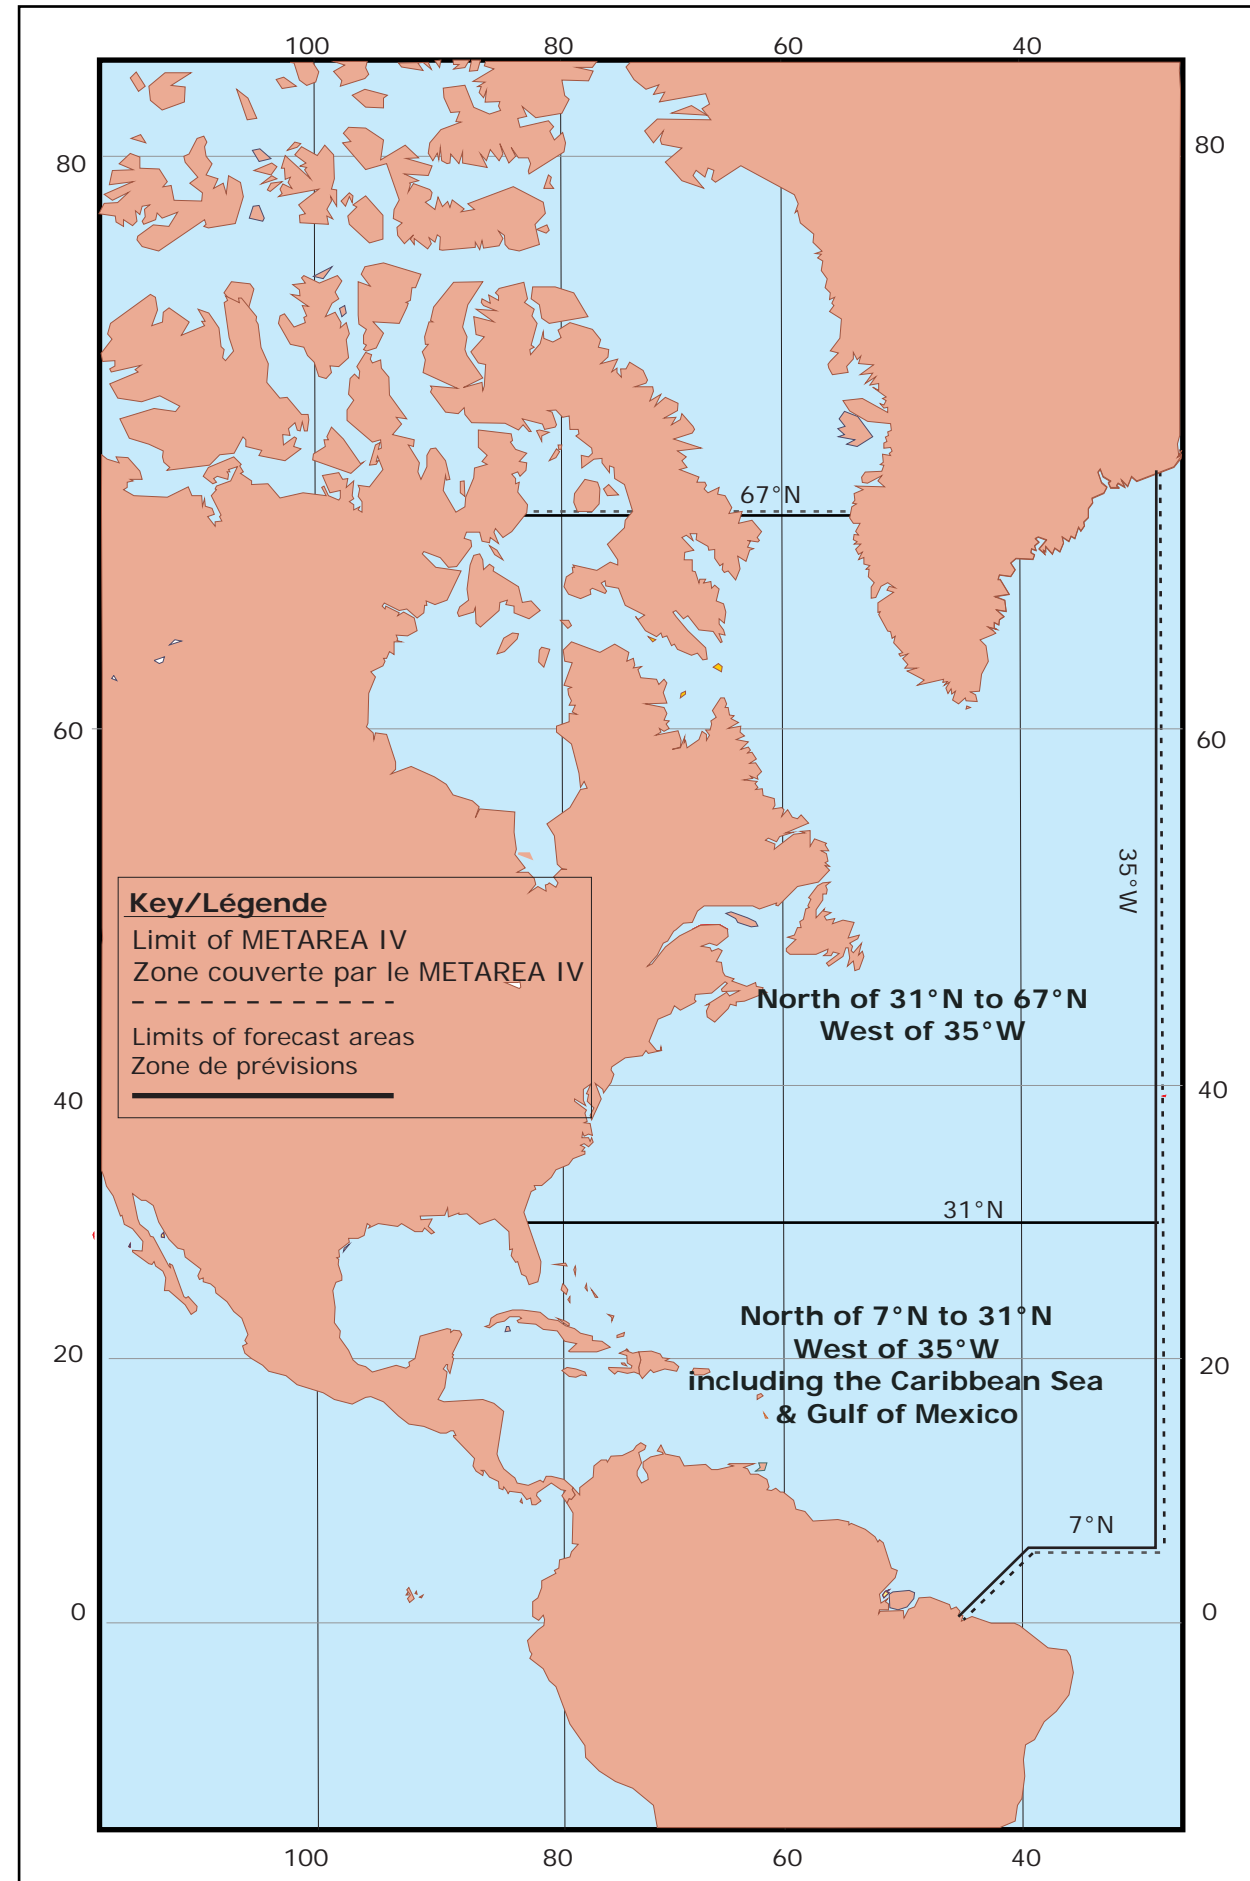 100 80 60 40
80 80
67°N
60 60
35°W
Key/Légende
Limit of METAREA IV
Zone couverte par le METAREA IV
Limits of forecast areas
Zone de prévisions
North of 31°N to 67°N
West of 35°W
40 40
31°N
North of 7°N to 31°N
West of 35°W
including the Caribbean Sea
& Gulf of Mexico
20 20
7°N
0 0
100 80 60 40